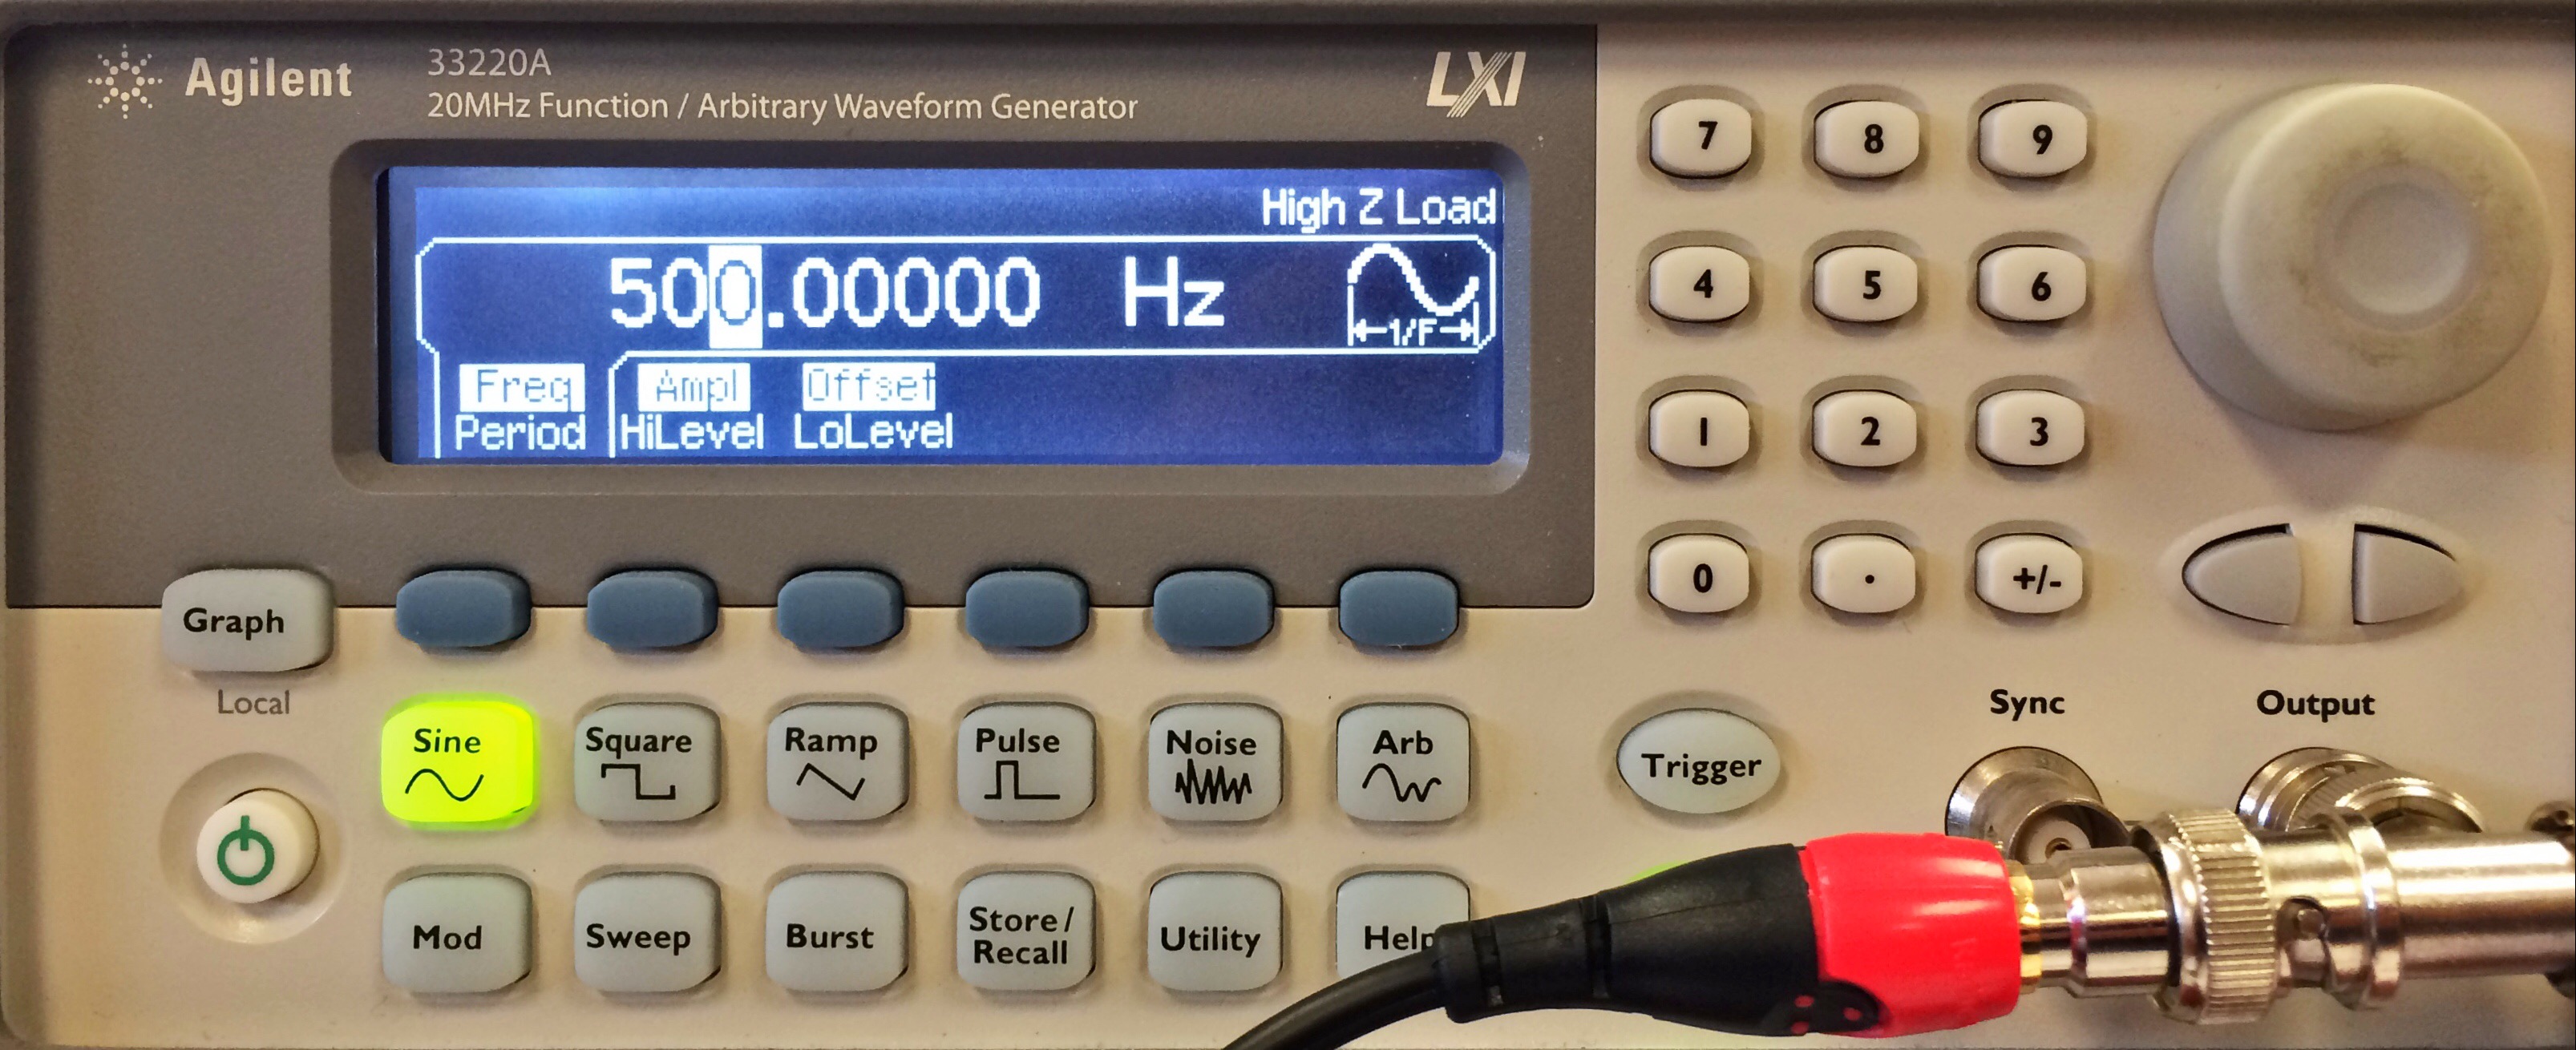 Agilent
33220A
20MHz Function / Arbitrary Waveform Generator
LXI
High Z Load
500.00000 Hz
1/F
Freq Ampl Offset
Period HiLevel LoLevel
7 8 9
4 5 6
1 2 3
0 . +/-
Graph
Local
Sine Square Ramp Pulse Noise Arb
Trigger
Sync Output
Mod Sweep Burst Store/
Recall Utility Help